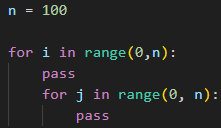 n = 100
for i in range(0,n):
    pass
    for j in range(0, n):
        pass